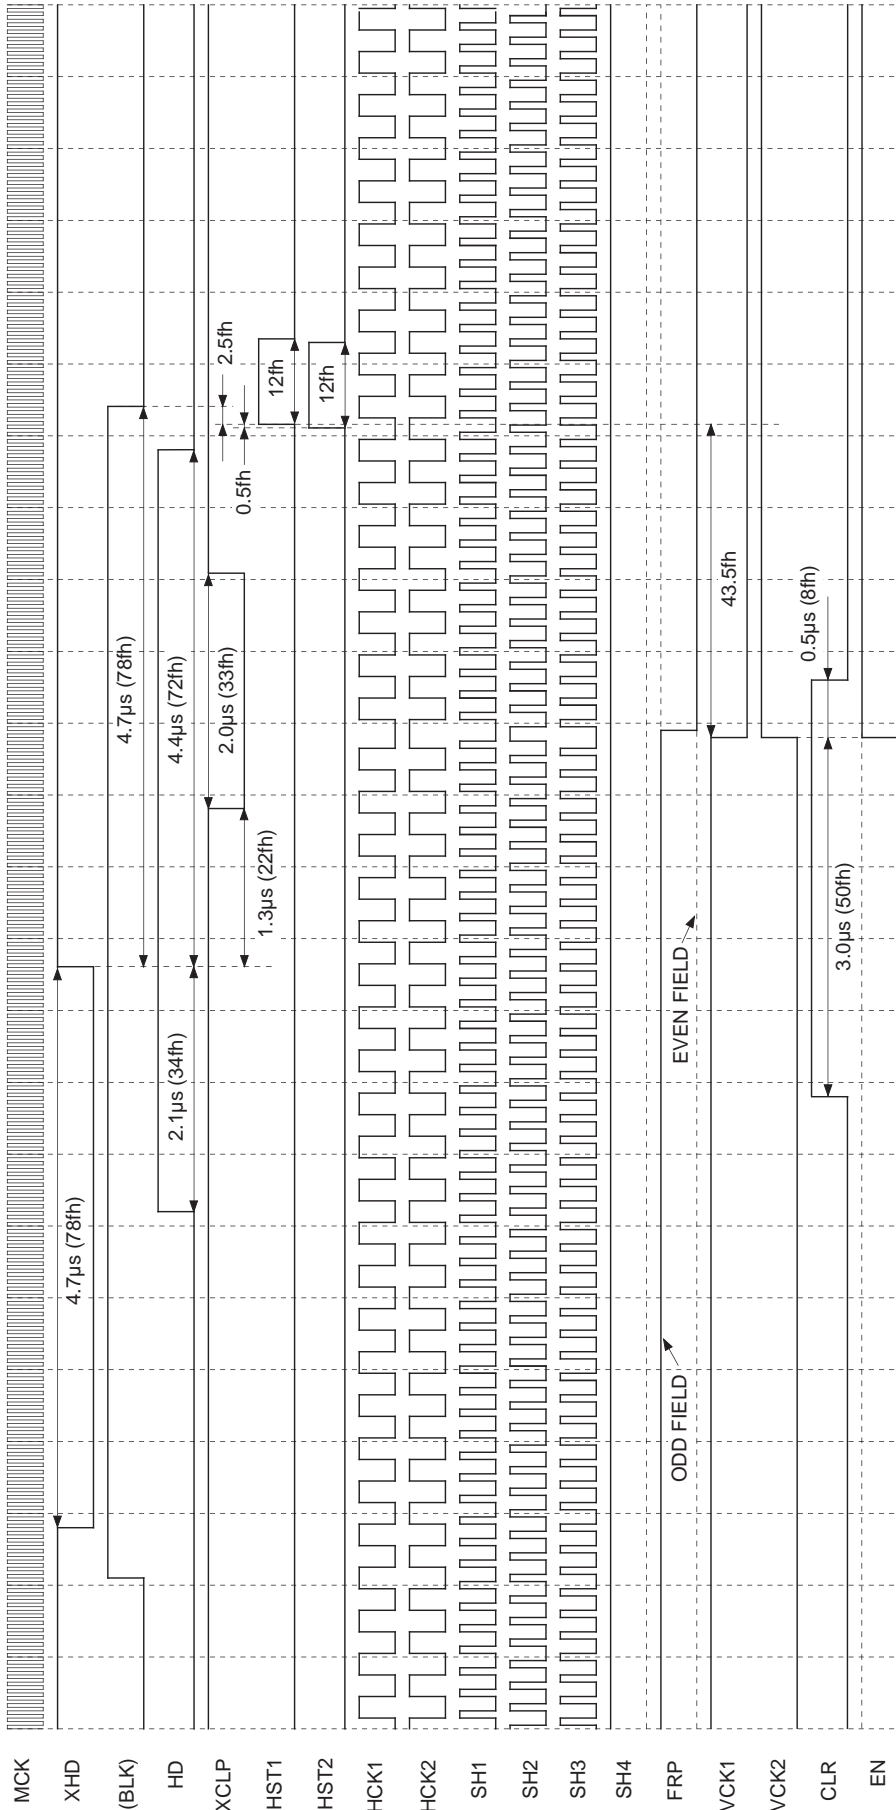 MCK
XHD
4.7µs (78fh)
(BLK)
4.7µs (78fh)
HD
2.1µs (34fh)
4.4µs (72fh)
XCLP
1.3µs (22fh)
2.0µs (33fh)
2.5fh
0.5fh
HST1
12fh
HST2
12fh
HCK1
HCK2
SH1
SH2
SH3
SH4
FRP
ODD FIELD
EVEN FIELD
VCK1
43.5fh
VCK2
CLR
3.0µs (50fh)
0.5µs (8fh)
EN